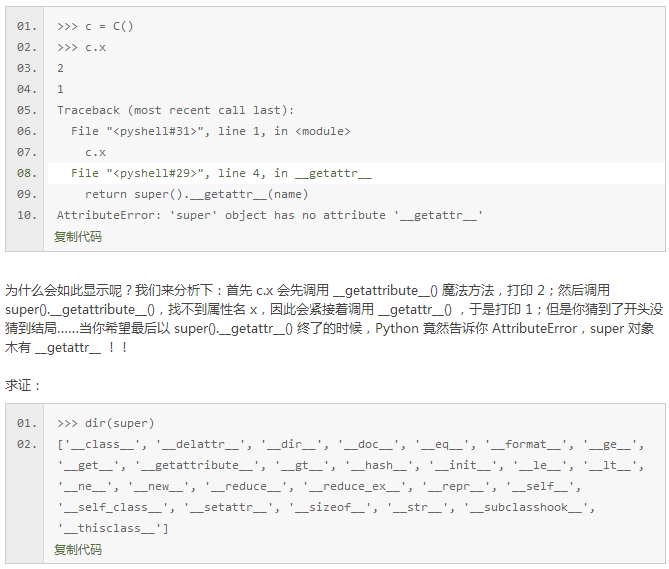 01. >>> c = C()
02. >>> c.x
03. 2
04. 1
05. Traceback (most recent call last):
06.   File "<pyshell#31>", line 1, in <module>
07.     c.x
08.   File "<pyshell#29>", line 4, in __getattr__
09.     return super().__getattr__(name)
10. AttributeError: 'super' object has no attribute '__getattr__'
复制代码
为什么会如此显示呢？我们来分析下：首先 c.x 会先调用 __getattribute__() 魔法方法，打印 2；然后调用
super().__getattribute__()，找不到属性名 x，因此会紧接着调用 __getattr__() ，于是打印 1；但是你猜到了开头没
猜到结局……当你希望最后以 super().__getattr__() 终了的时候，Python 竟然告诉你 AttributeError，super 对象
木有 __getattr__ ！！
求证：
01. >>> dir(super)
02. ['__class__', '__delattr__', '__dir__', '__doc__', '__eq__', '__format__', '__ge__',
'__get__', '__getattribute__', '__gt__', '__hash__', '__init__', '__le__', '__lt__',
'__ne__', '__new__', '__reduce__', '__reduce_ex__', '__repr__', '__self__',
'__self_class__', '__setattr__', '__sizeof__', '__str__', '__subclasshook__',
'__thisclass__']
复制代码